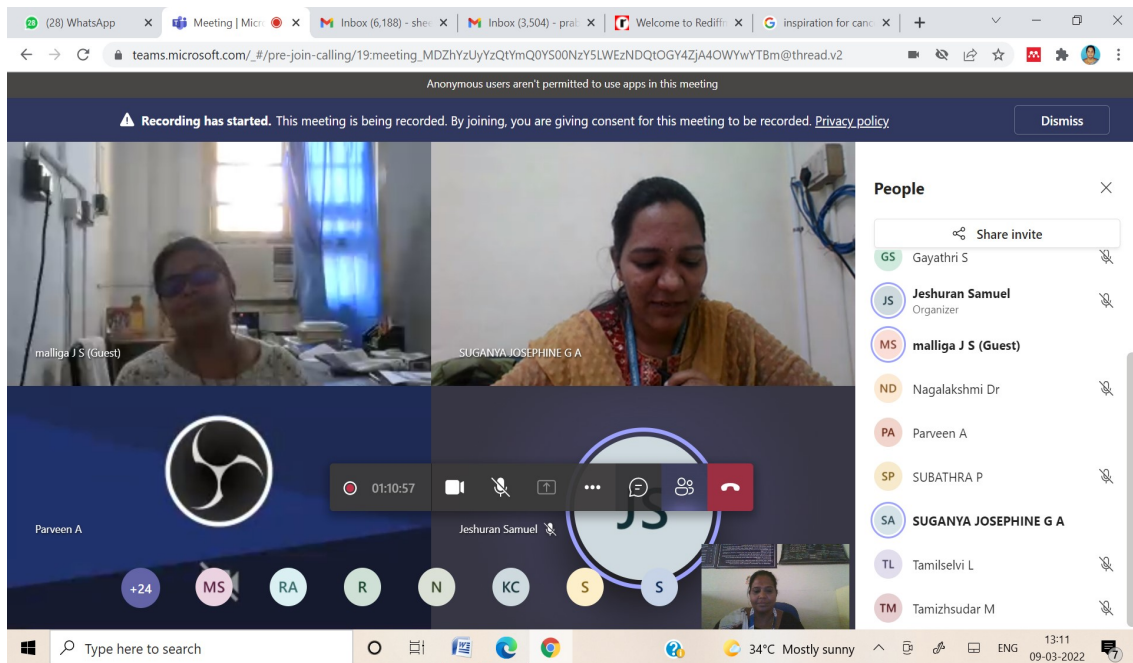 28
(28) WhatsApp
Meeting | Micr
Inbox (6,188) - shee
Inbox (3,504) - prab
Welcome to Rediffm
inspiration for canc
teams.microsoft.com/_#/pre-join-calling/19:meeting_MDZhYzUyYzQtYmQ0YS00NzY5LWEzNDQtOGY4ZjA4OWYwYTBm@thread.v2
Anonymous users aren't permitted to use apps in this meeting
Recording has started. This meeting is being recorded. By joining, you are giving consent for this meeting to be recorded. Privacy policy
Dismiss
malliga J S (Guest)
SUGANYA JOSEPHINE G A
Parveen A
Jeshuran Samuel
JS
01:10:57
+24
MS
RA
R
N
KC
S
S
People
Share invite
GS Gayathri S
JS Jeshuran Samuel
Organizer
MS malliga J S (Guest)
ND Nagalakshmi Dr
PA Parveen A
SP SUBATHRA P
SA SUGANYA JOSEPHINE G A
TL Tamilselvi L
TM Tamizhsudar M
Type here to search
34°C Mostly sunny
ENG
13:11
09-03-2022
7